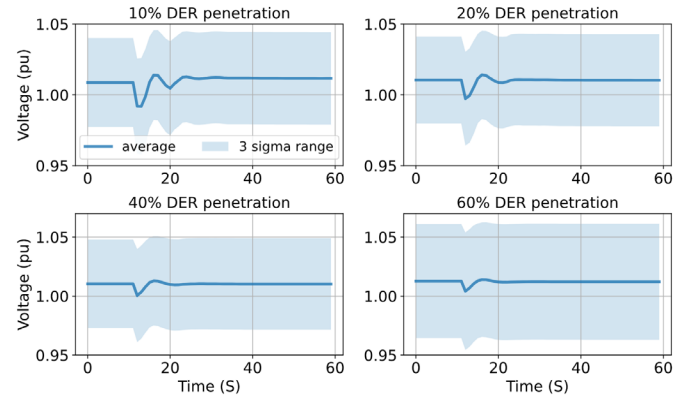 10% DER penetration
20% DER penetration
Voltage (pu)
1.05
1.00
0.95
average
3 sigma range
0
20
40
60
Time (S)
1.05
1.00
0.95
0
20
40
60
Time (S)
40% DER penetration
60% DER penetration
Voltage (pu)
1.05
1.00
0.95
0
20
40
60
Time (S)
1.05
1.00
0.95
0
20
40
60
Time (S)